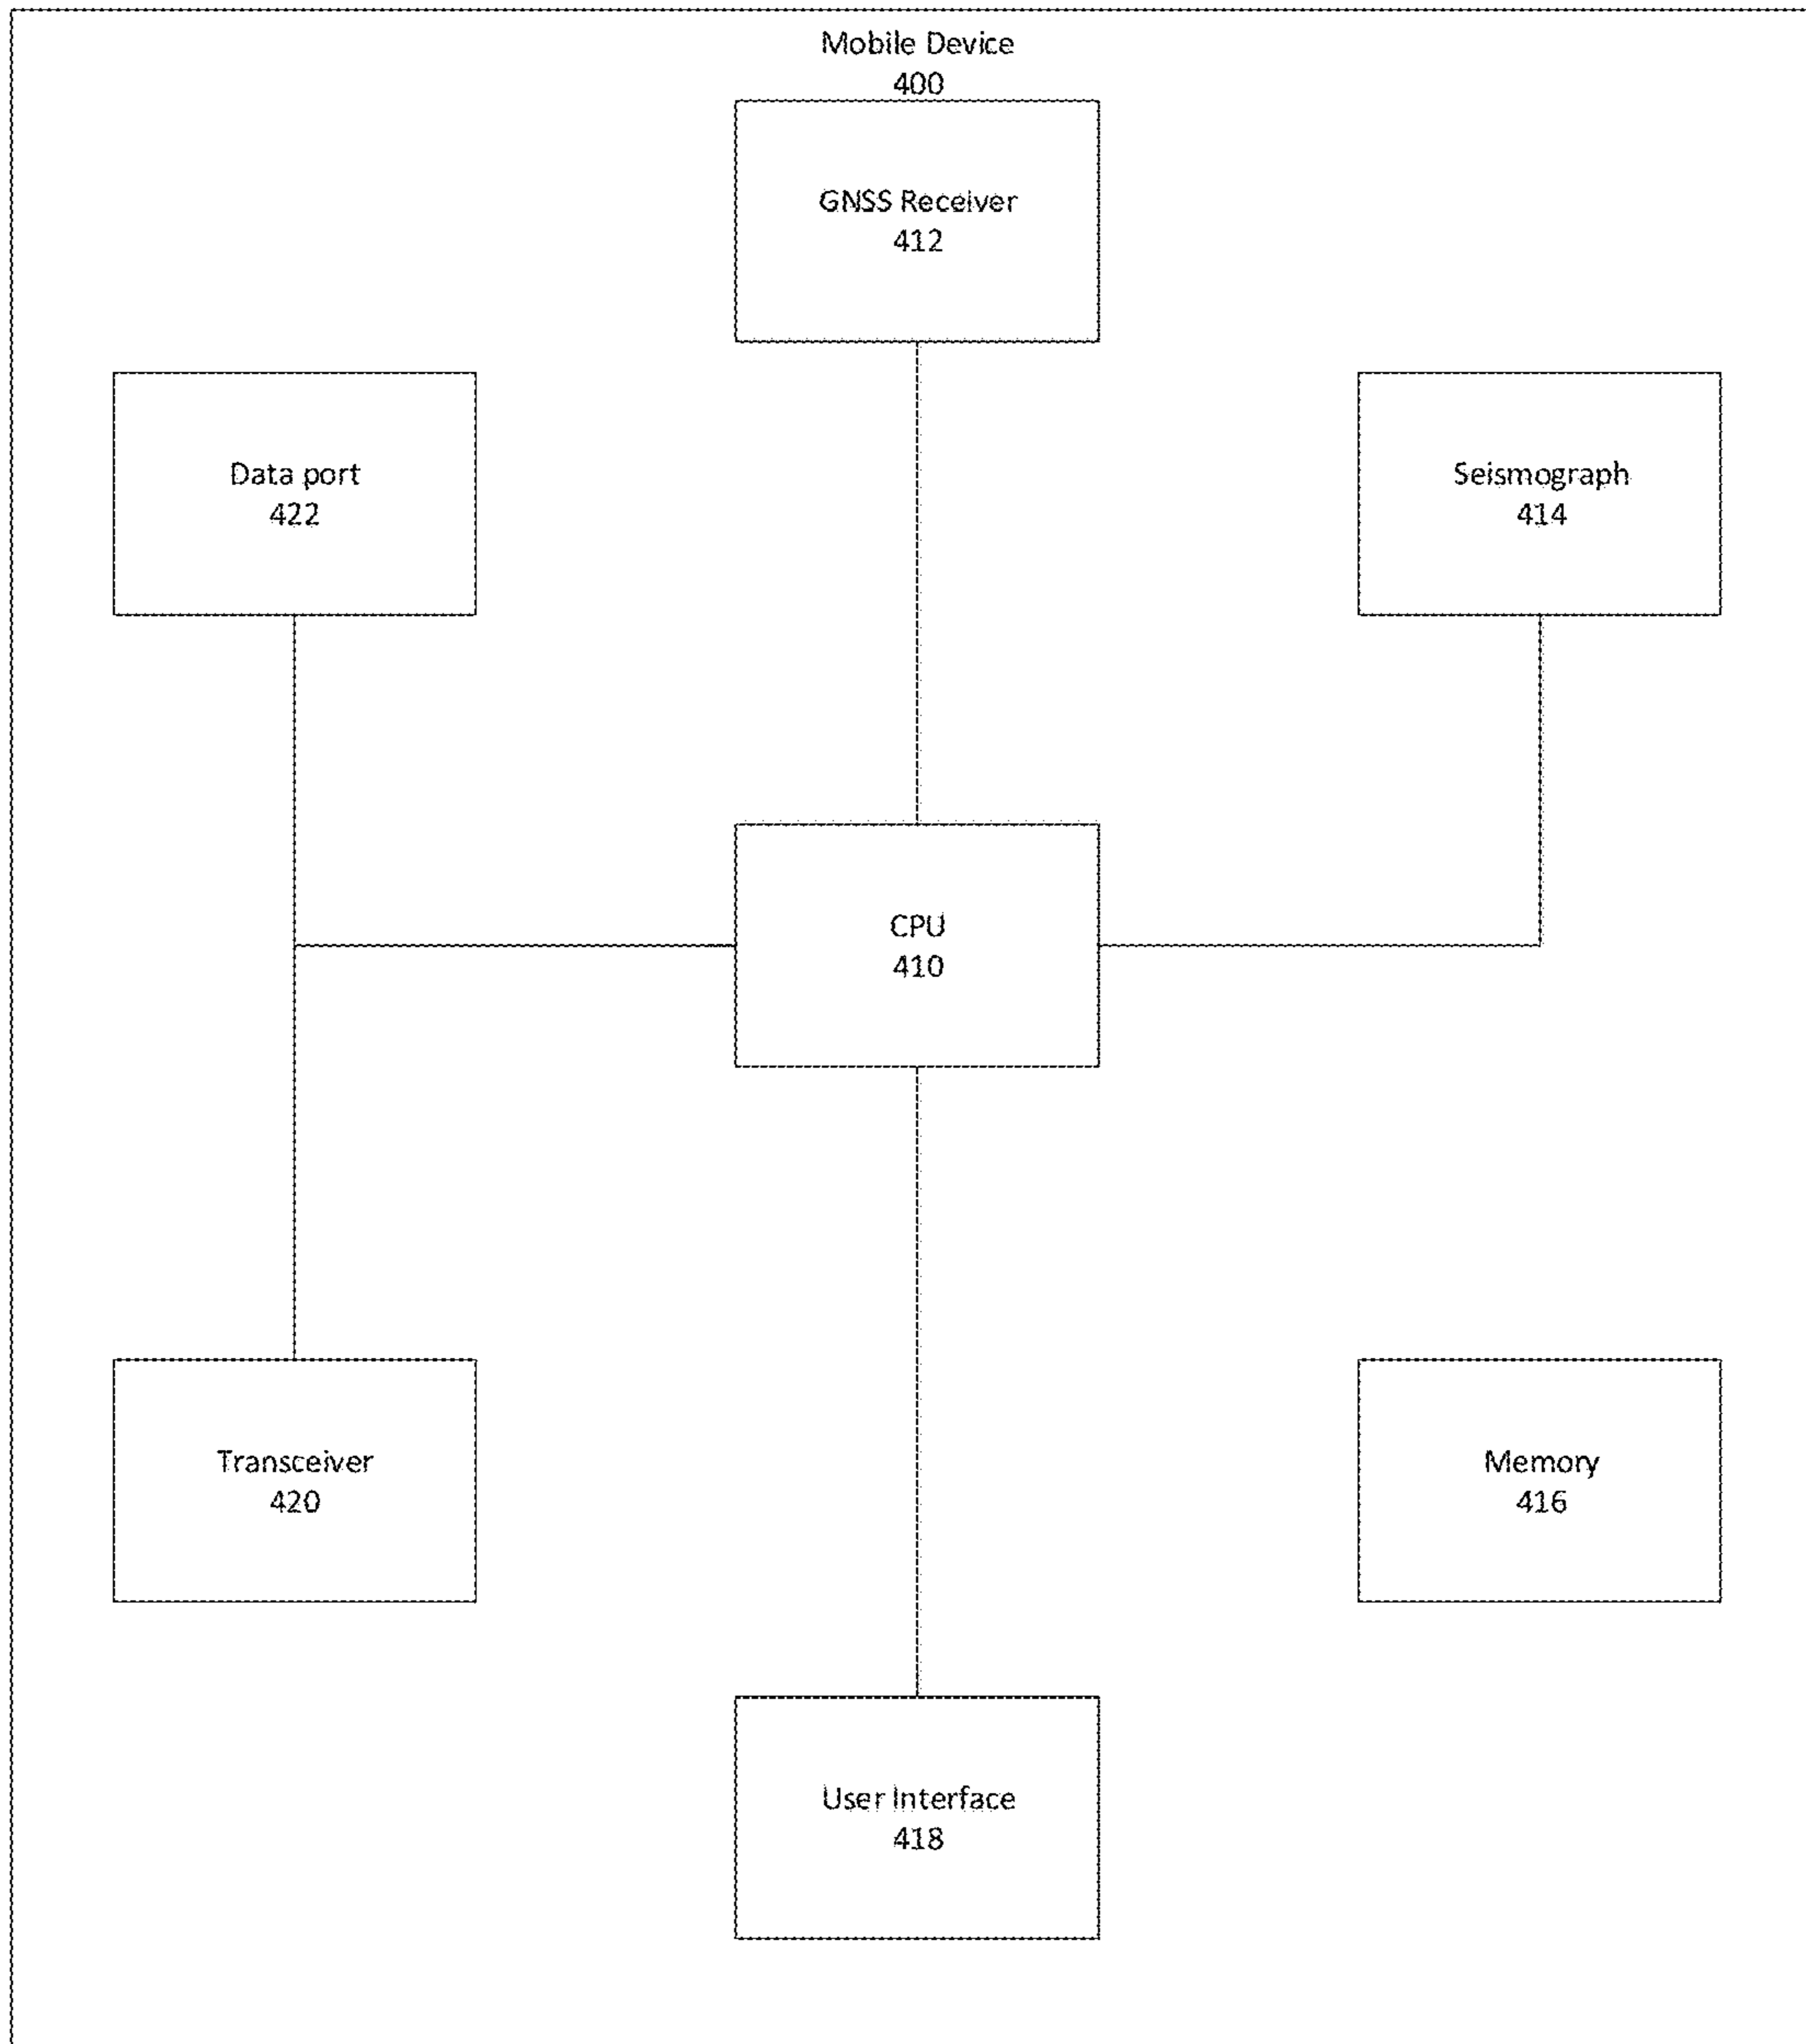 Mobile Device
400
GNSS Receiver
412
Data port
422
Seismograph
414
CPU
410
Transceiver
420
Memory
416
User Interface
418